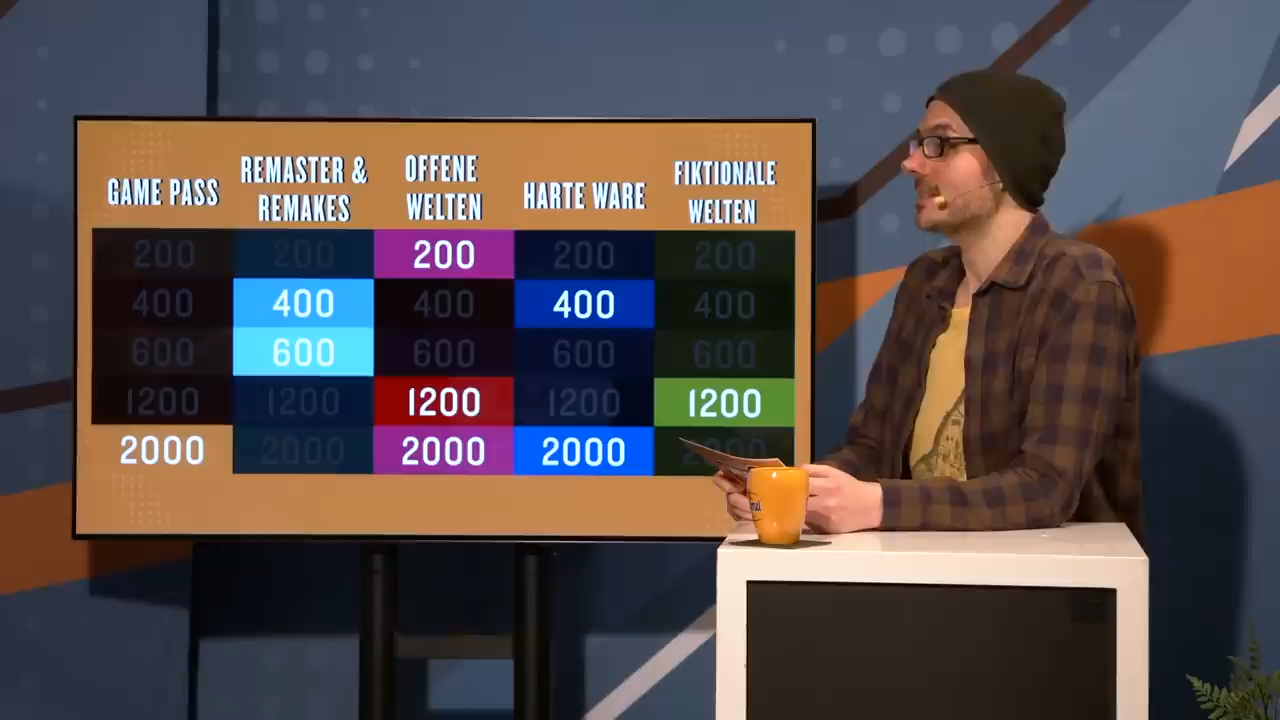 GAME PASS
REMASTER &
REMAKES
OFFENE
WELTEN
HARTE WARE
FIKTIONALE
WELTEN
200 200 200 200 200
400 400 400 400 400
600 600 600 600 600
1200 1200 1200 1200 1200
2000 2000 2000 2000 2000